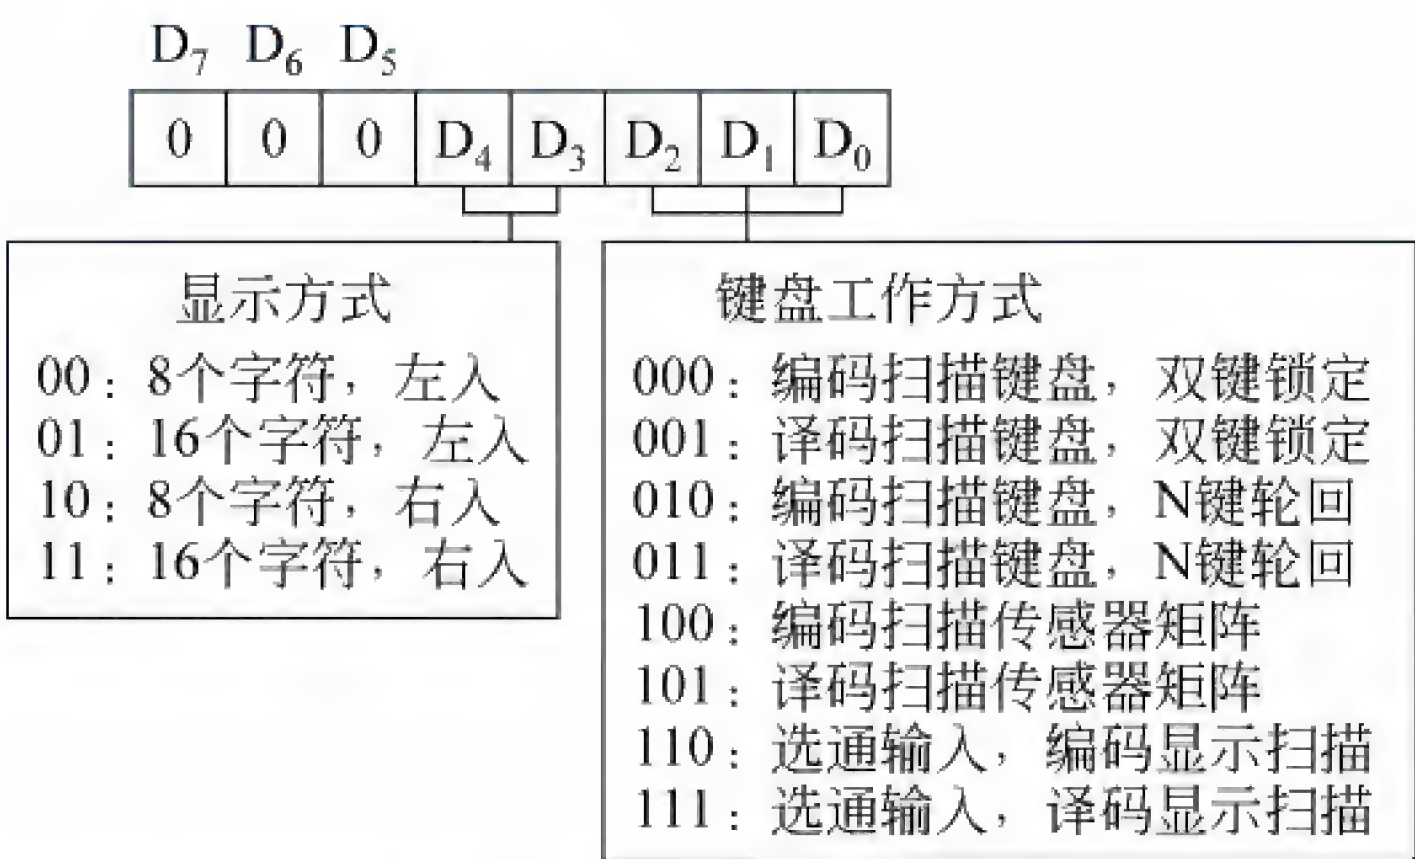 D₇ D₆ D₅
0 0 0 D₄ D₃ D₂ D₁ D₀
显示方式
00：8个字符，左入
01：16个字符，左入
10：8个字符，右入
11：16个字符，右入
键盘工作方式
000：编码扫描键盘，双键锁定
001：译码扫描键盘，双键锁定
010：编码扫描键盘，N键轮回
011：译码扫描键盘，N键轮回
100：编码扫描传感器矩阵
101：译码扫描传感器矩阵
110：选通输入，编码显示扫描
111：选通输入，译码显示扫描